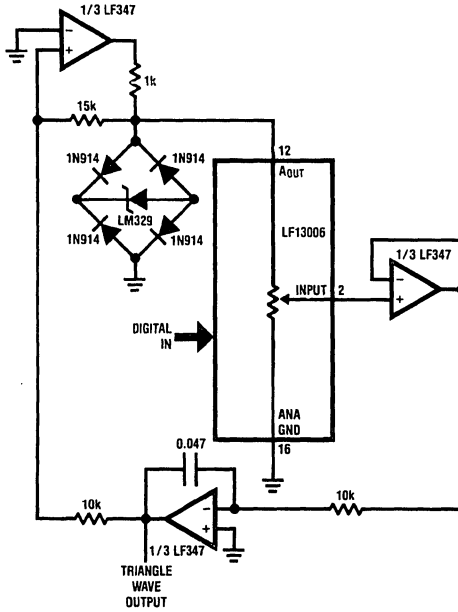 1/3 LF347
−
+
1k
15k
12
A_OUT
1N914
1N914
LM329
1N914
1N914
LF13006
1/3 LF347
INPUT
2
−
+
DIGITAL
IN
ANA
GND
16
0.047
10k
−
+
10k
1/3 LF347
TRIANGLE
WAVE
OUTPUT